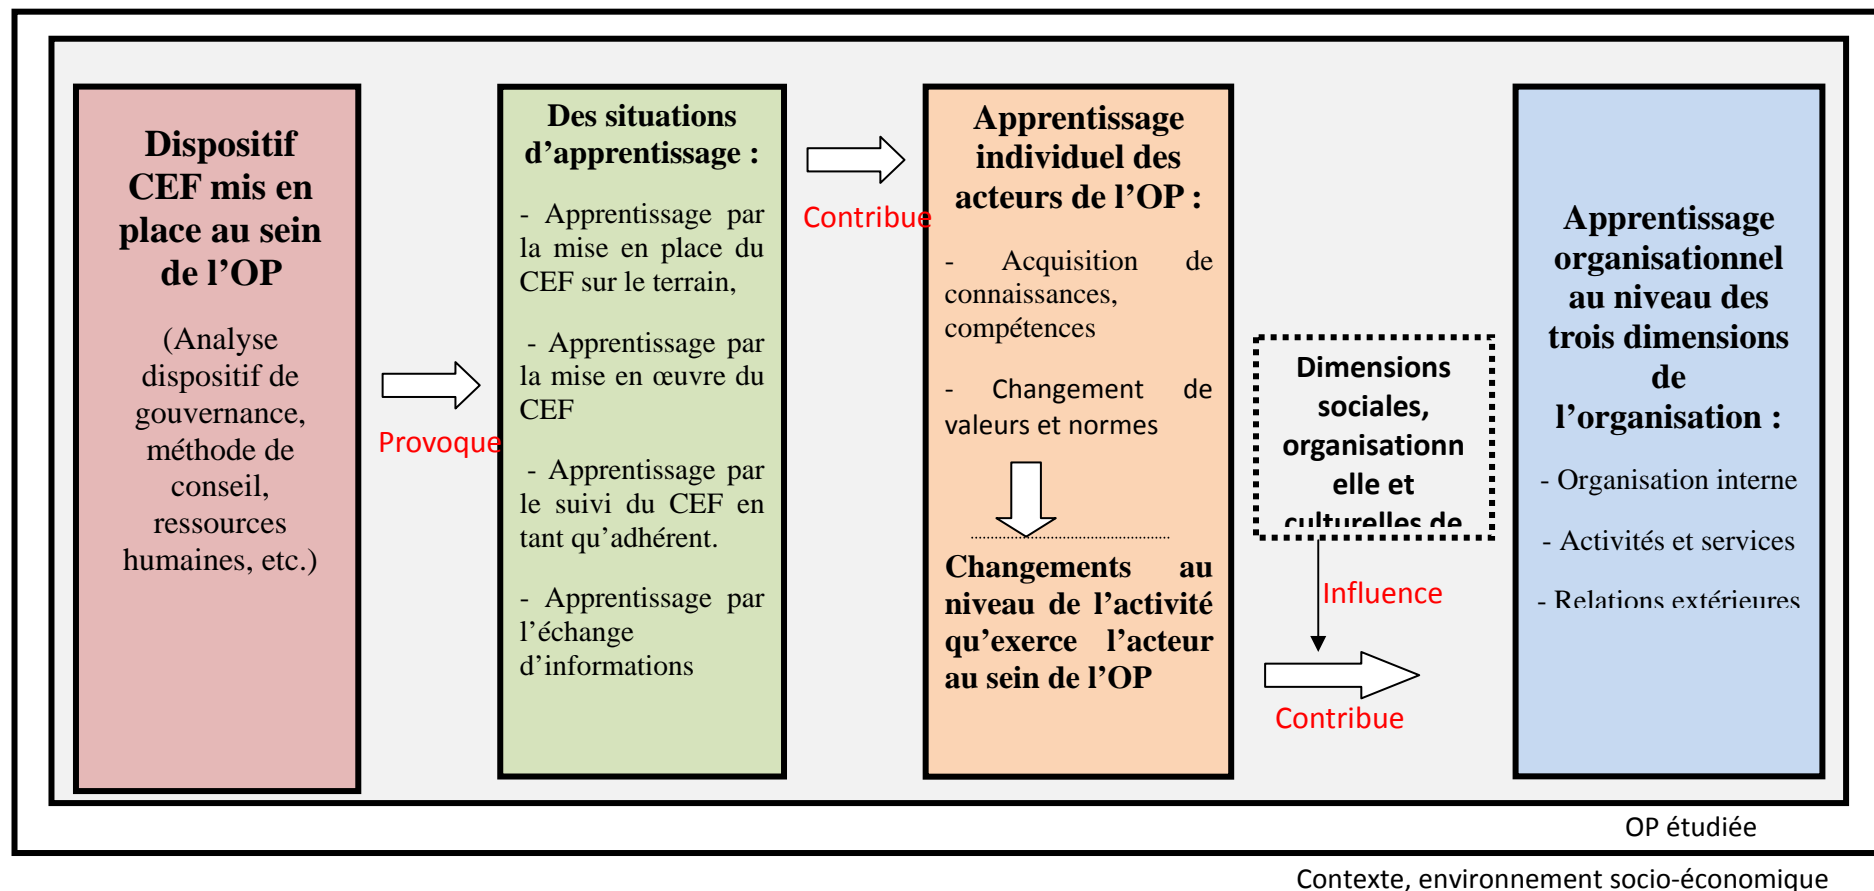 Dispositif
CEF mis en
place au sein
de l’OP
(Analyse
dispositif de
gouvernance,
méthode de
conseil,
ressources
humaines, etc.)
Provoque
Des situations
d’apprentissage :
- Apprentissage par
la mise en place du
CEF sur le terrain,
- Apprentissage par
la mise en œuvre du
CEF
- Apprentissage par
le suivi du CEF en
tant qu’adhérent.
- Apprentissage par
l’échange
d’informations
Contribue
Apprentissage
individuel des
acteurs de l’OP :
- Acquisition de
connaissances,
compétences
- Changement de
valeurs et normes
Changements au
niveau de l’activité
qu’exerce l’acteur
au sein de l’OP
Dimensions
sociales,
organisationn
elle et
culturelles de
Influence
Contribue
Apprentissage
organisationnel
au niveau des
trois dimensions
de
l’organisation :
- Organisation interne
- Activités et services
- Relations extérieures
OP étudiée
Contexte, environnement socio-économique